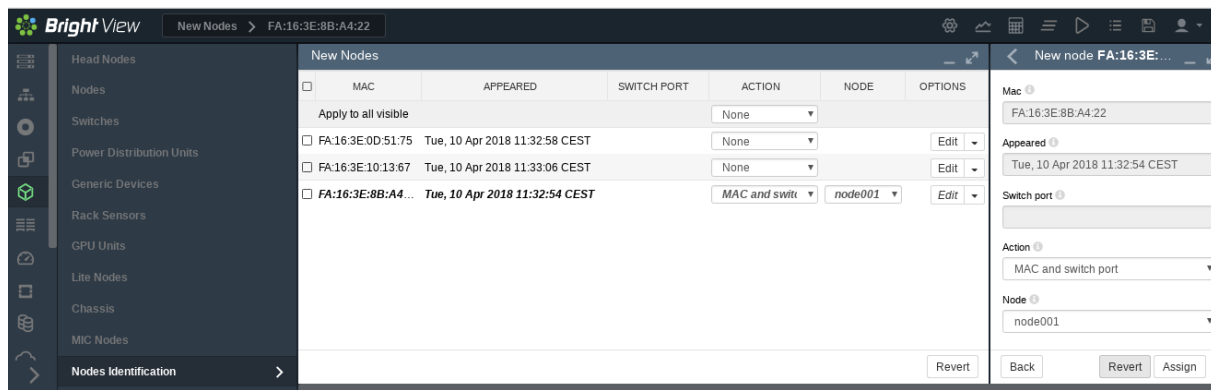 Bright View New Nodes > FA:16:3E:8B:A4:22
Head Nodes
Nodes
Switches
Power Distribution Units
Generic Devices
Rack Sensors
GPU Units
Lite Nodes
Chassis
MIC Nodes
Nodes Identification
New Nodes
MAC APPEARED SWITCH PORT ACTION NODE OPTIONS
Apply to all visible None
FA:16:3E:0D:51:75 Tue, 10 Apr 2018 11:32:58 CEST None Edit
FA:16:3E:10:13:67 Tue, 10 Apr 2018 11:33:06 CEST None Edit
FA:16:3E:8B:A4... Tue, 10 Apr 2018 11:32:54 CEST MAC and switc node001 Edit
Revert
New node FA:16:3E:...
Mac
FA:16:3E:8B:A4:22
Appeared
Tue, 10 Apr 2018 11:32:54 CEST
Switch port
Action
MAC and switch port
Node
node001
Back Revert Assign